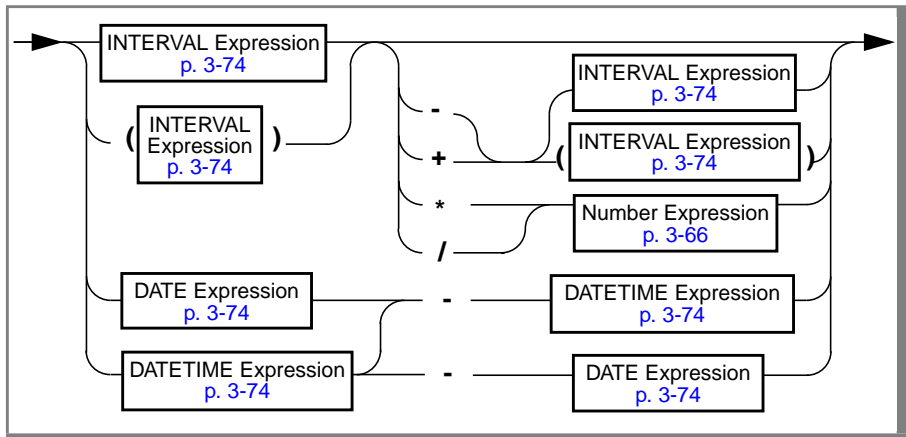 INTERVAL Expression
p. 3-74
( INTERVAL
Expression
p. 3-74 )
-
+
*
/
INTERVAL Expression
p. 3-74
( INTERVAL Expression
p. 3-74 )
Number Expression
p. 3-66
DATE Expression
p. 3-74
-
DATETIME Expression
p. 3-74
DATETIME Expression
p. 3-74
-
DATE Expression
p. 3-74